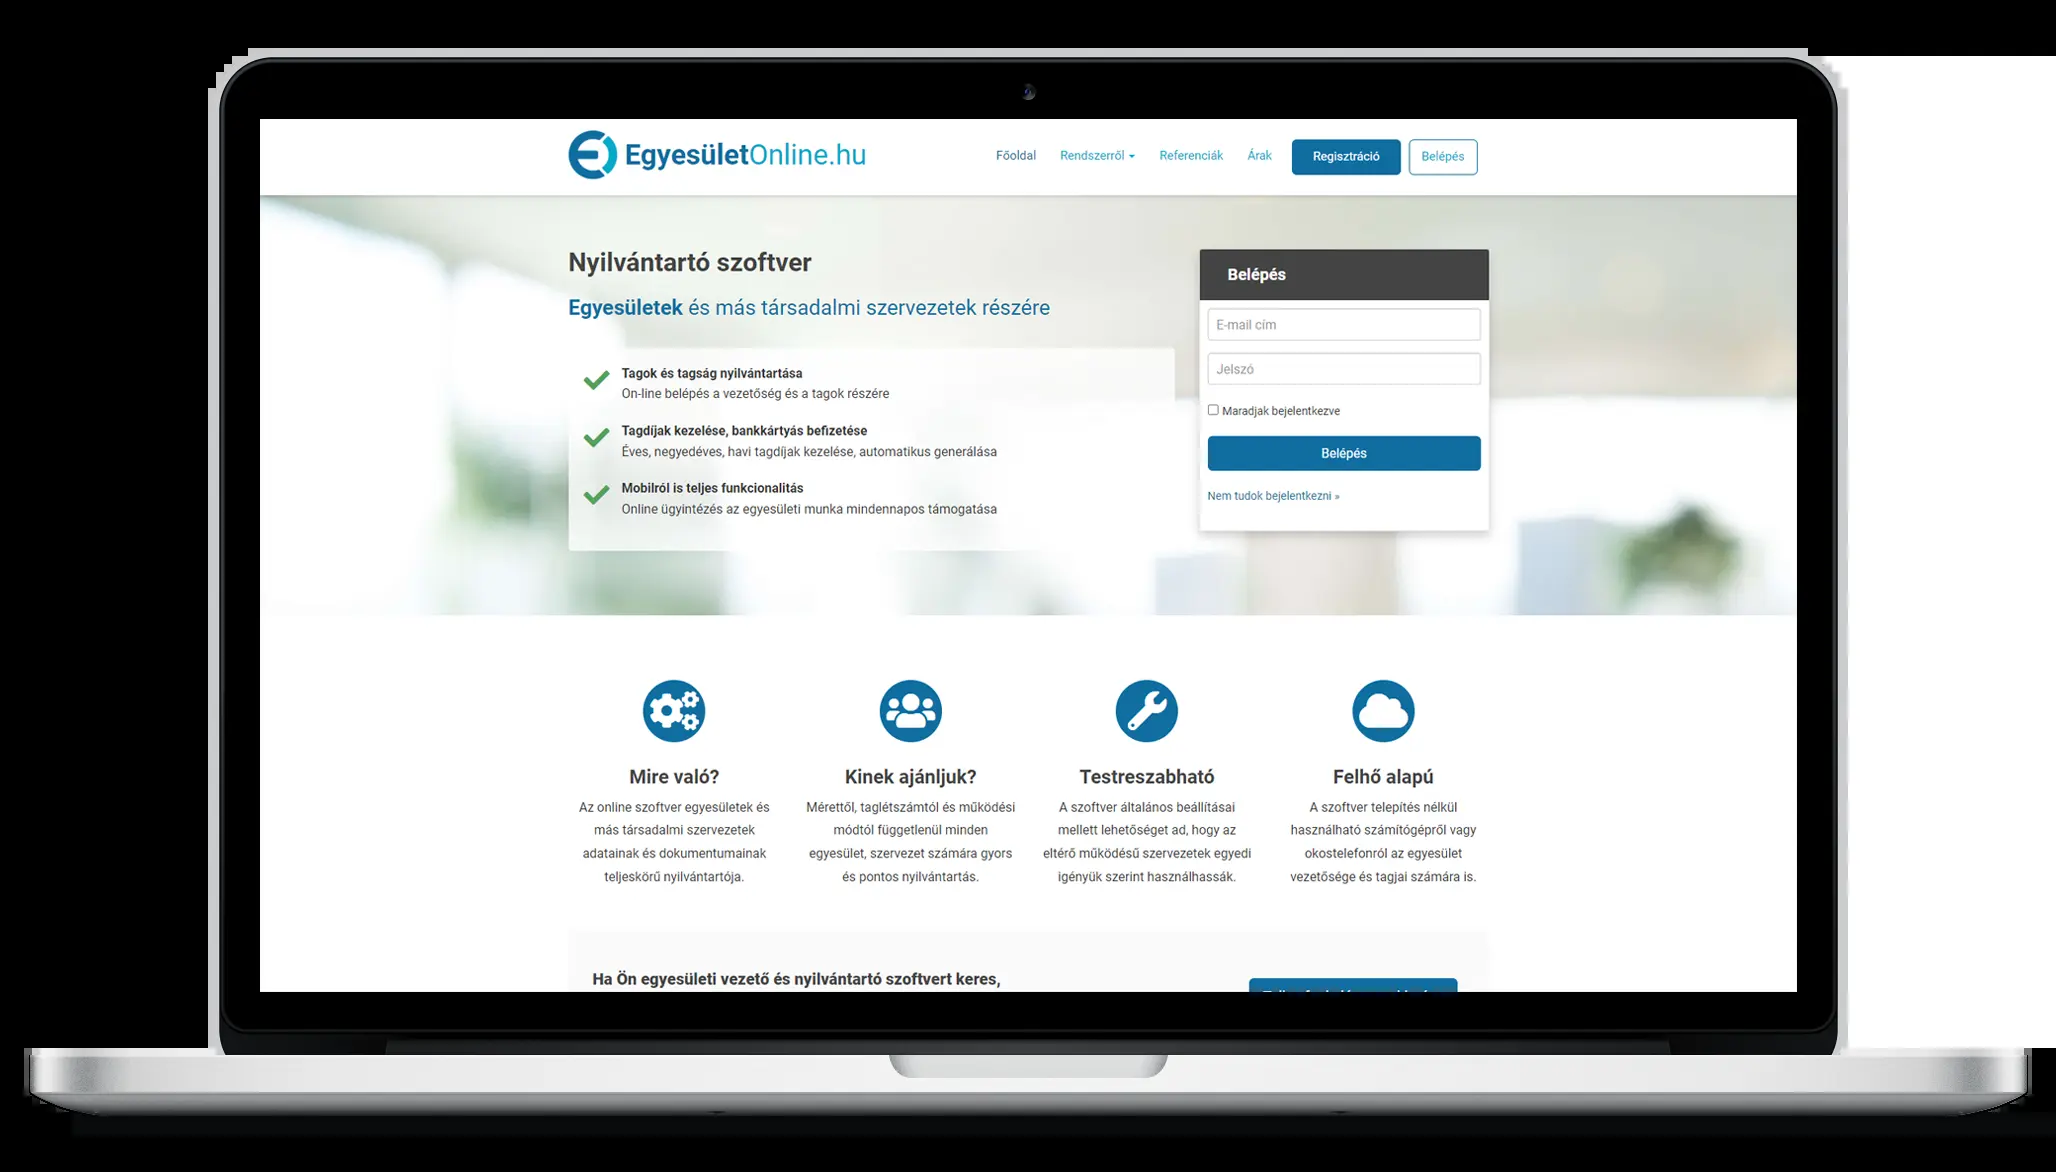 EgyesületOnline.hu
Főoldal
Rendszerről
Referenciák
Árak
Regisztráció
Belépés
Nyilvántartó szoftver
Egyesületek és más társadalmi szervezetek részére
Tagok és tagság nyilvántartása
On-line belépés a vezetőség és a tagok részére
Tagdíjak kezelése, bankkártyás befizetése
Éves, negyedéves, havi tagdíjak kezelése, automatikus generálása
Mobilról is teljes funkcionalitás
Online ügyintézés az egyesületi munka mindennapos támogatása
Belépés
E-mail cím
Jelszó
Maradjak bejelentkezve
Belépés
Nem tudok bejelentkezni »
Mire való?
Az online szoftver egyesületek és
más társadalmi szervezetek
adatainak és dokumentumainak
teljeskörű nyilvántartója.
Kinek ajánljuk?
Mérettől, taglétszámtól és működési
módtól függetlenül minden
egyesület, szervezet számára gyors
és pontos nyilvántartás.
Testreszabható
A szoftver általános beállításai
mellett lehetőséget ad, hogy az
eltérő működésű szervezetek egyedi
igényük szerint használhassák.
Felhő alapú
A szoftver telepítés nélkül
használható számítógépről vagy
okostelefonról az egyesület
vezetősége és tagjai számára is.
Ha Ön egyesületi vezető és nyilvántartó szoftvert keres,